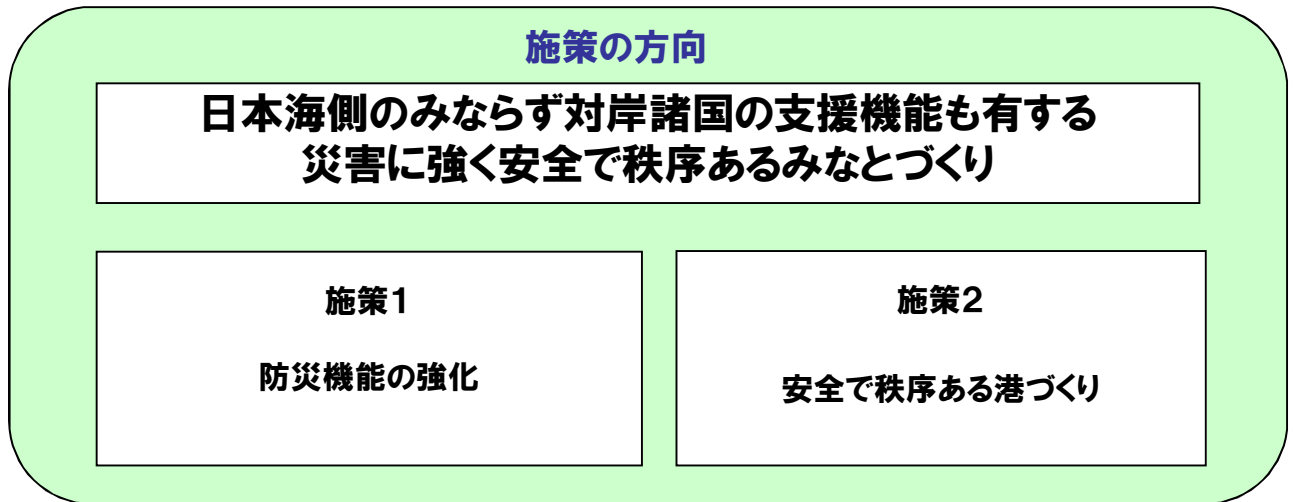 施策の方向
日本海側のみならず対岸諸国の支援機能も有する
災害に強く安全で秩序あるみなとづくり
施策1
防災機能の強化
施策2
安全で秩序ある港づくり